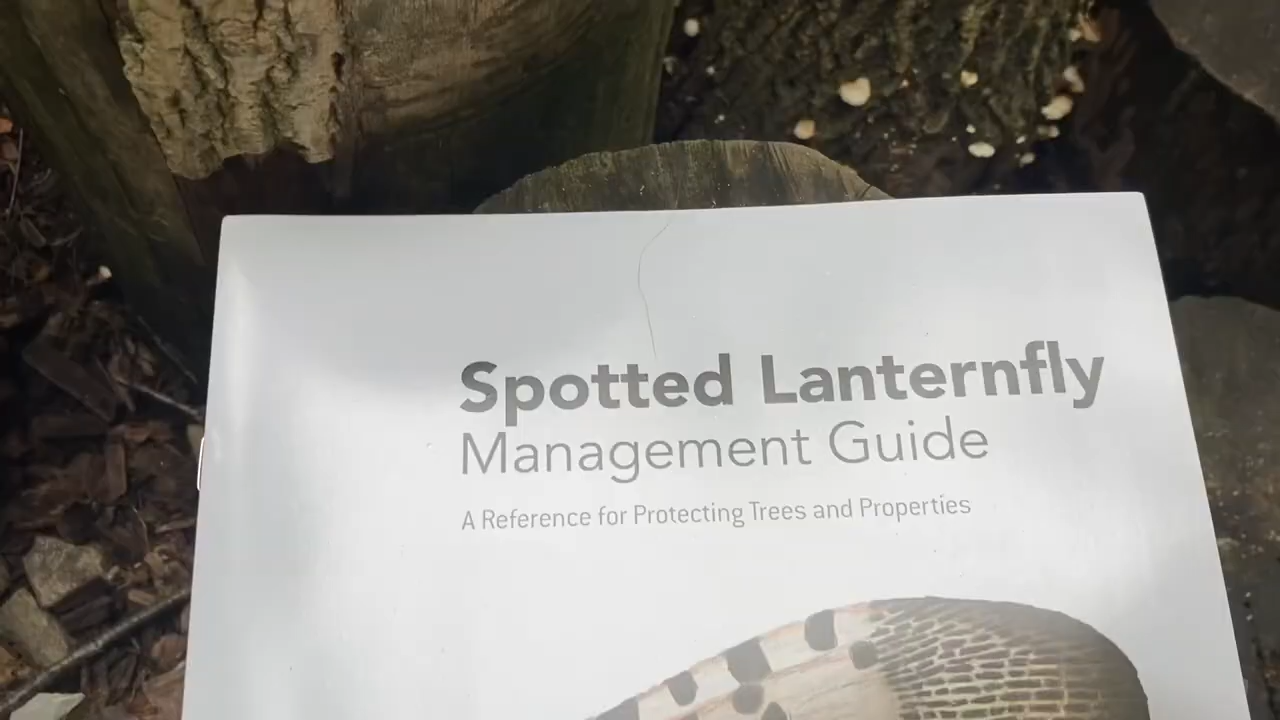 Spotted Lanternfly
Management Guide
A Reference for Protecting Trees and Properties